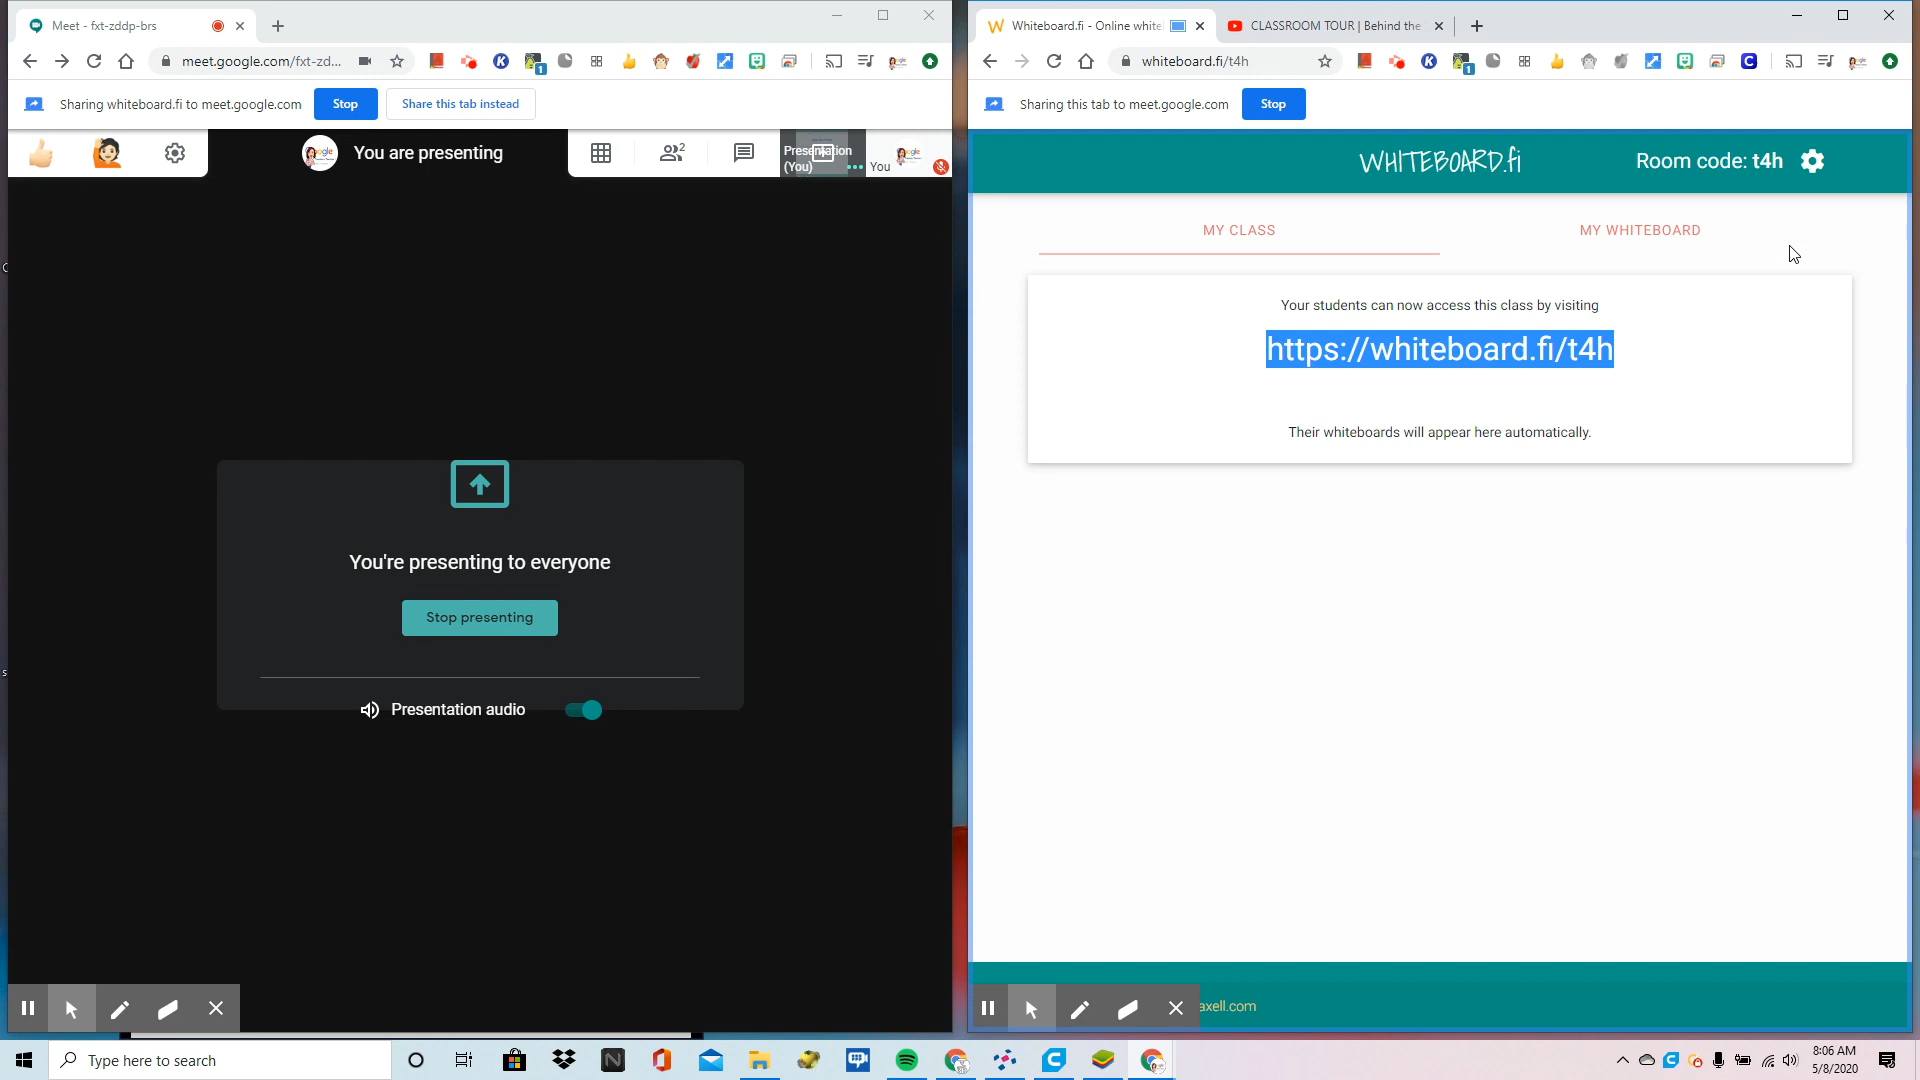 Meet - fxt-zddp-brs
meet.google.com/fxt-zd...
Sharing whiteboard.fi to meet.google.com
Stop
Share this tab instead
You are presenting
2
Presentation
(You)
You
You're presenting to everyone
Stop presenting
Presentation audio
Whiteboard.fi - Online white
CLASSROOM TOUR | Behind the
whiteboard.fi/t4h
Sharing this tab to meet.google.com
Stop
WHITEBOARD.fi
Room code: t4h
MY CLASS
MY WHITEBOARD
Your students can now access this class by visiting
https://whiteboard.fi/t4h
Their whiteboards will appear here automatically.
axell.com
Type here to search
8:06 AM
5/8/2020